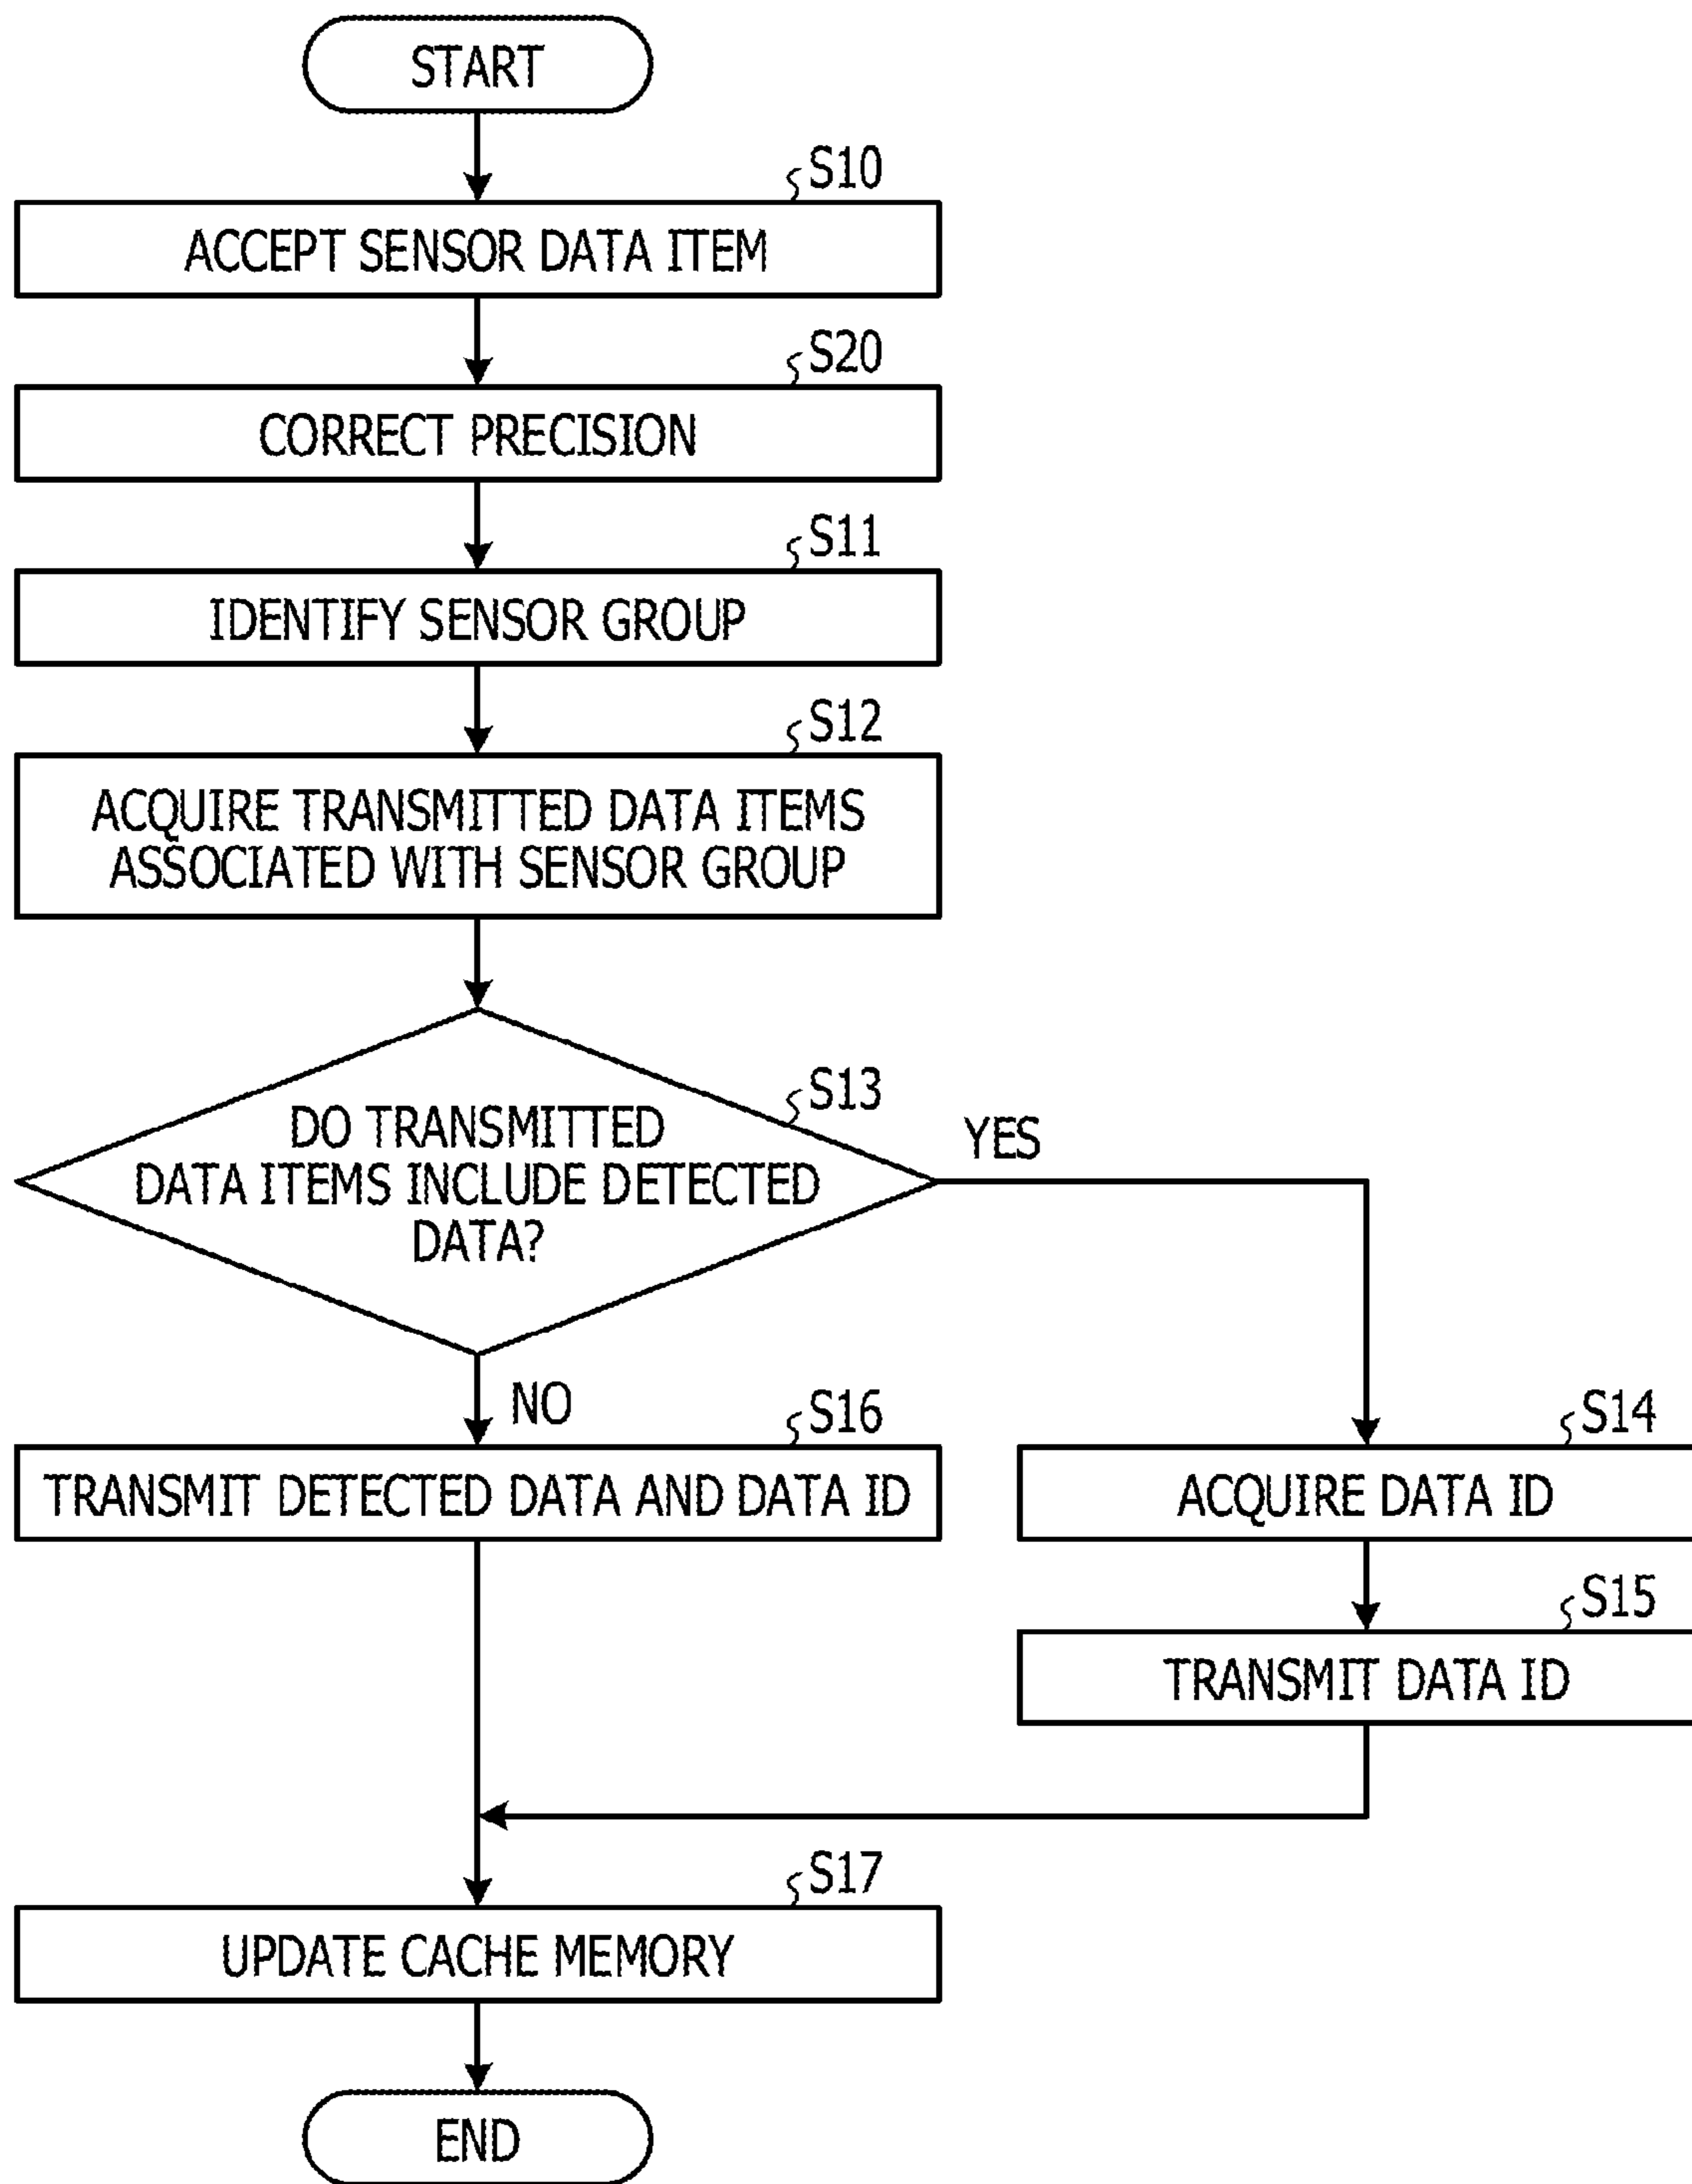 START
S10
ACCEPT SENSOR DATA ITEM
S20
CORRECT PRECISION
S11
IDENTIFY SENSOR GROUP
S12
ACQUIRE TRANSMITTED DATA ITEMS
ASSOCIATED WITH SENSOR GROUP
S13
DO TRANSMITTED
DATA ITEMS INCLUDE DETECTED
DATA?
YES
NO
S16
TRANSMIT DETECTED DATA AND DATA ID
S14
ACQUIRE DATA ID
S15
TRANSMIT DATA ID
S17
UPDATE CACHE MEMORY
END